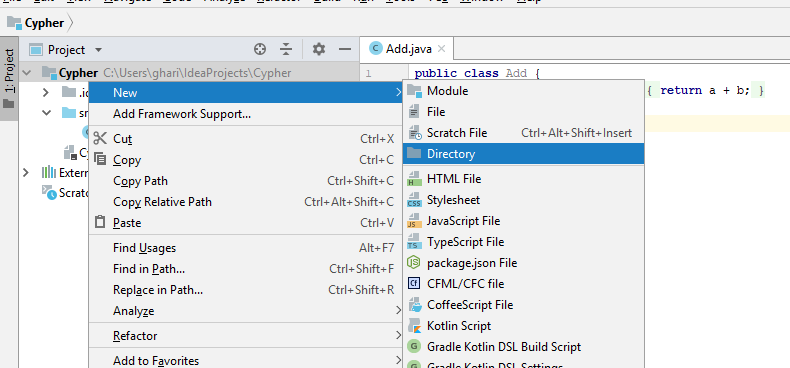 Cypher
1: Project
Project
Cypher C:\Users\ghari\IdeaProjects\Cypher
Add.java
1
public class Add {
{ return a + b; }
New
Add Framework Support...
Cut Ctrl+X
Copy Ctrl+C
Copy Path Ctrl+Shift+C
Copy Relative Path Ctrl+Alt+Shift+C
Paste Ctrl+V
Find Usages Alt+F7
Find in Path... Ctrl+Shift+F
Replace in Path... Ctrl+Shift+R
Analyze
Refactor
Add to Favorites
Module
File
Scratch File Ctrl+Alt+Shift+Insert
Directory
HTML File
Stylesheet
JavaScript File
TypeScript File
package.json File
CFML/CFC file
CoffeeScript File
Kotlin Script
Gradle Kotlin DSL Build Script
Gradle Kotlin DSL Settings